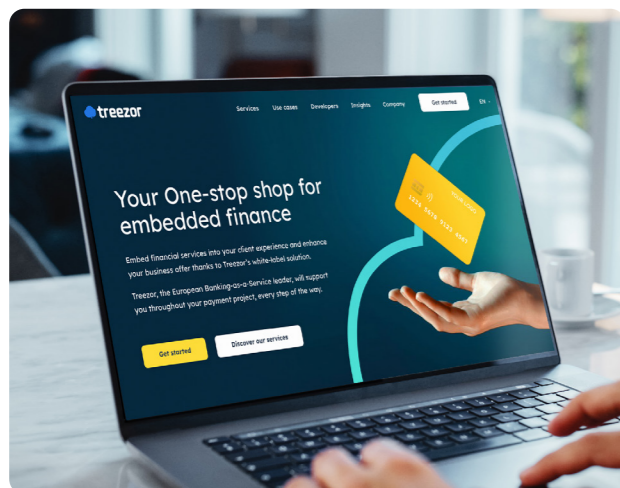 treezor
Services Use cases Developers Insights Company Get started EN
Your One-stop shop for
embedded finance
Embed financial services into your client experience and enhance
your business offer thanks to Treezor's white-label solution.
Treezor, the European Banking-as-a-Service leader, will support
you throughout your payment project, every step of the way.
Get started Discover our services
YOUR LOGO